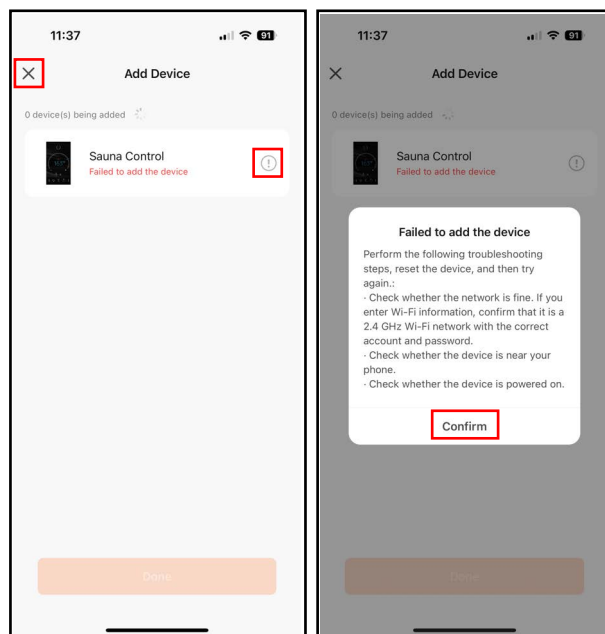 11:37
91
Add Device
0 device(s) being added
Sauna Control
Failed to add the device
Done
11:37
91
Add Device
0 device(s) being added
Sauna Control
Failed to add the device
Failed to add the device
Perform the following troubleshooting
steps, reset the device, and then try
again.:
· Check whether the network is fine. If you
enter Wi-Fi information, confirm that it is a
2.4 GHz Wi-Fi network with the correct
account and password.
· Check whether the device is near your
phone.
· Check whether the device is powered on.
Confirm
Done